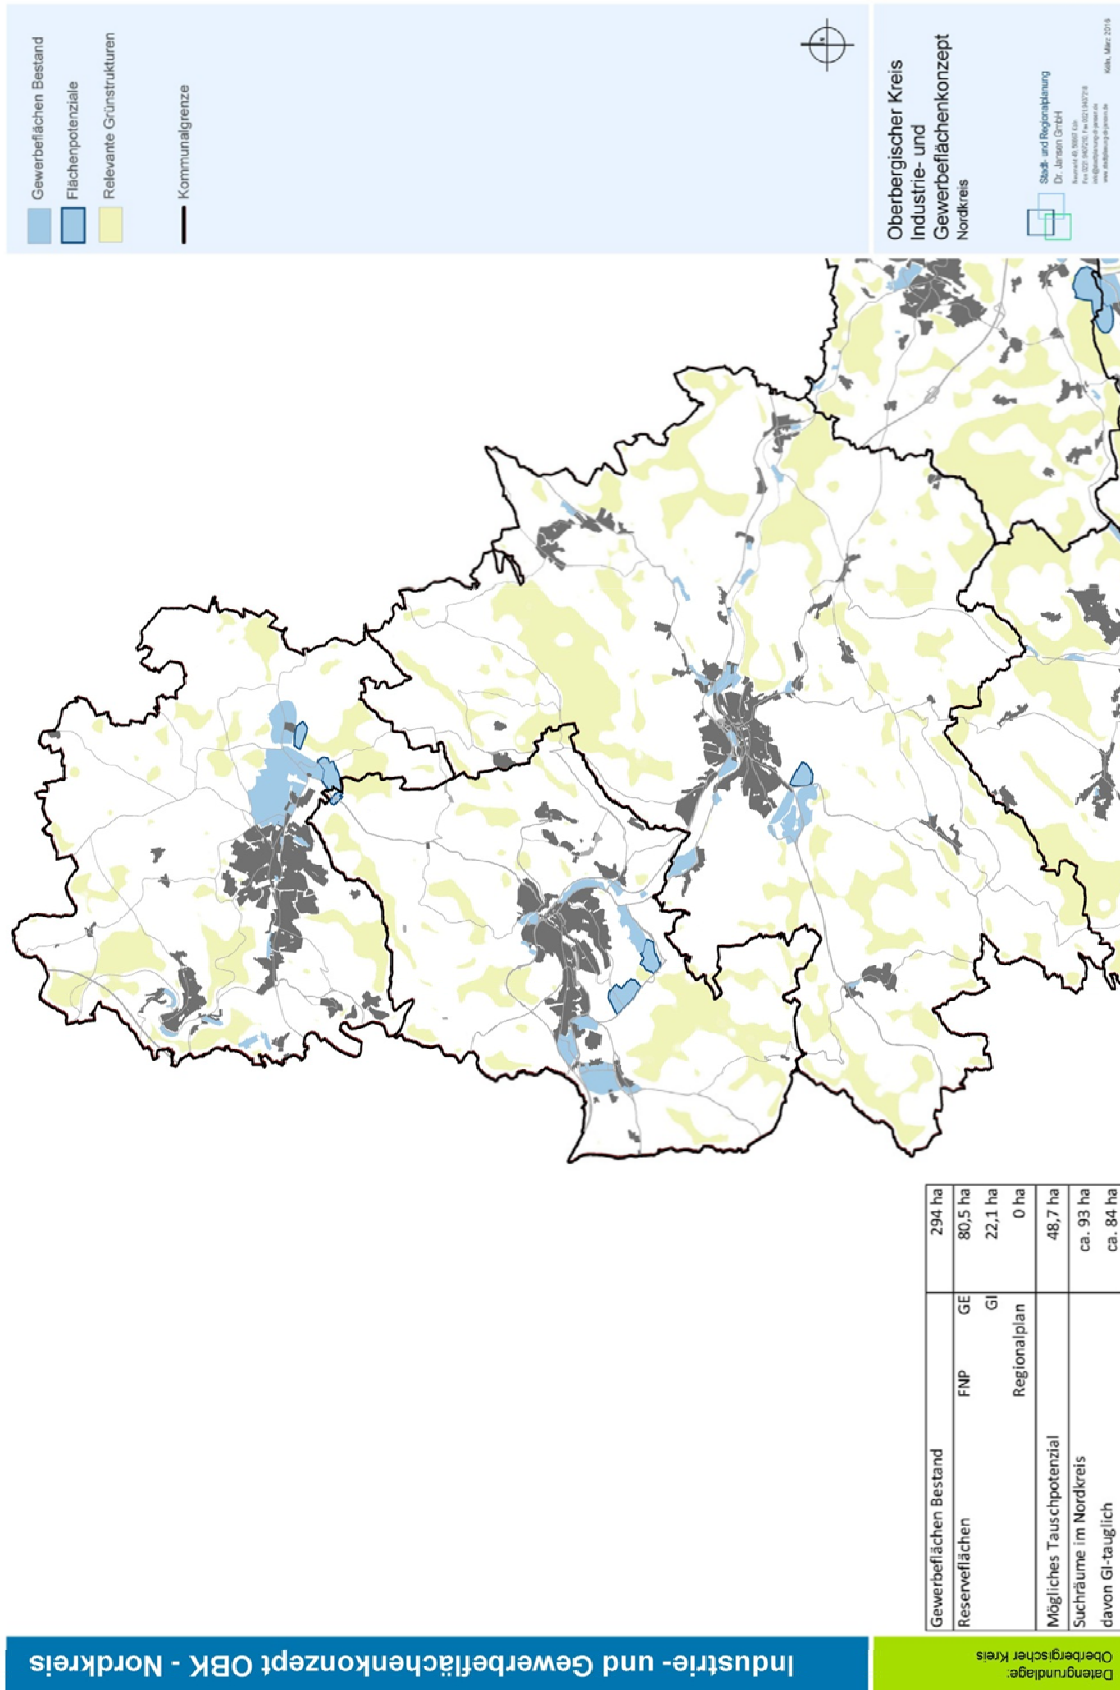 Industrie- und Gewerbeflächenkonzept OBK - Nordkreis
Gewerbeflächen Bestand
Flächenpotenziale
Relevante Grünstrukturen
Kommunalgrenze
Oberbergischer Kreis
Industrie- und
Gewerbeflächenkonzept
Nordkreis
Stadt- und Regionalplanung
Dr. Jansen GmbH
Köln, März 2016
Gewerbeflächen Bestand 294 ha
Reserveflächen FNP GE 80,5 ha
GI 22,1 ha
Regionalplan 0 ha
Mögliches Tauschpotenzial 48,7 ha
Suchräume im Nordkreis ca. 93 ha
davon GI-tauglich ca. 84 ha
Datengrundlage:
Oberbergischer Kreis